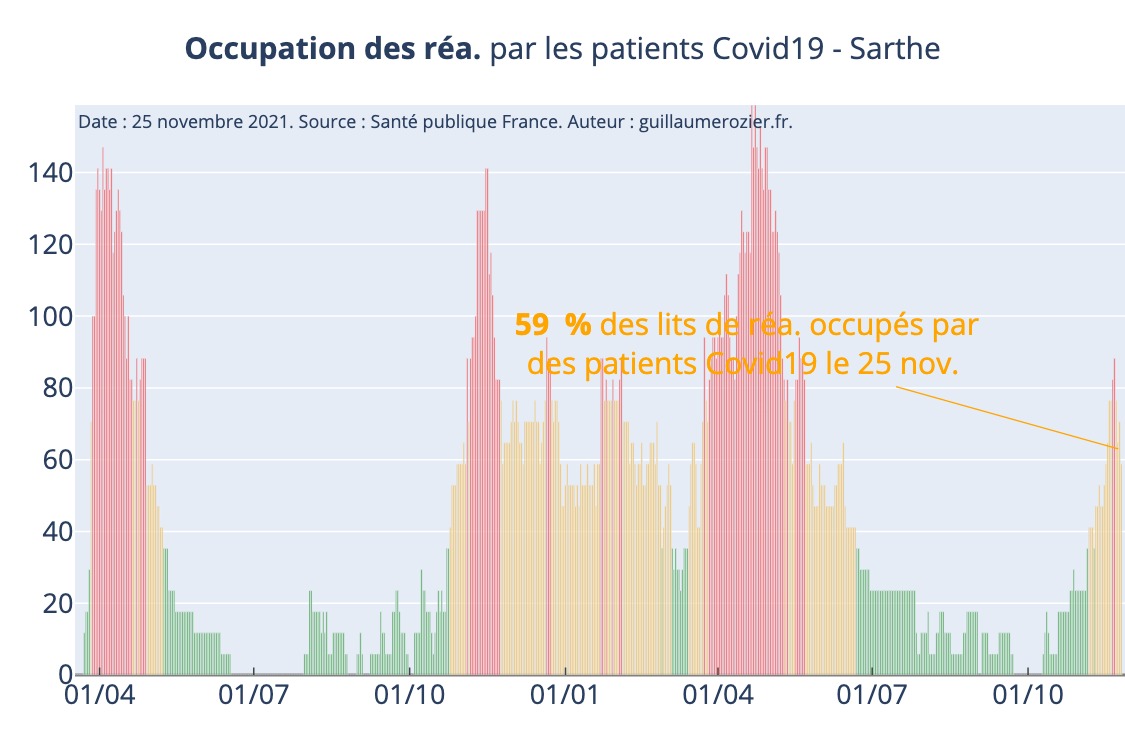 Occupation des réa. par les patients Covid19 - Sarthe
Date : 25 novembre 2021. Source : Santé publique France. Auteur : guillaumerozier.fr.
140
120
100
59 % des lits de réa. occupés par
des patients Covid19 le 25 nov.
80
60
40
20
0
01/04 01/07 01/10 01/01 01/04 01/07 01/10